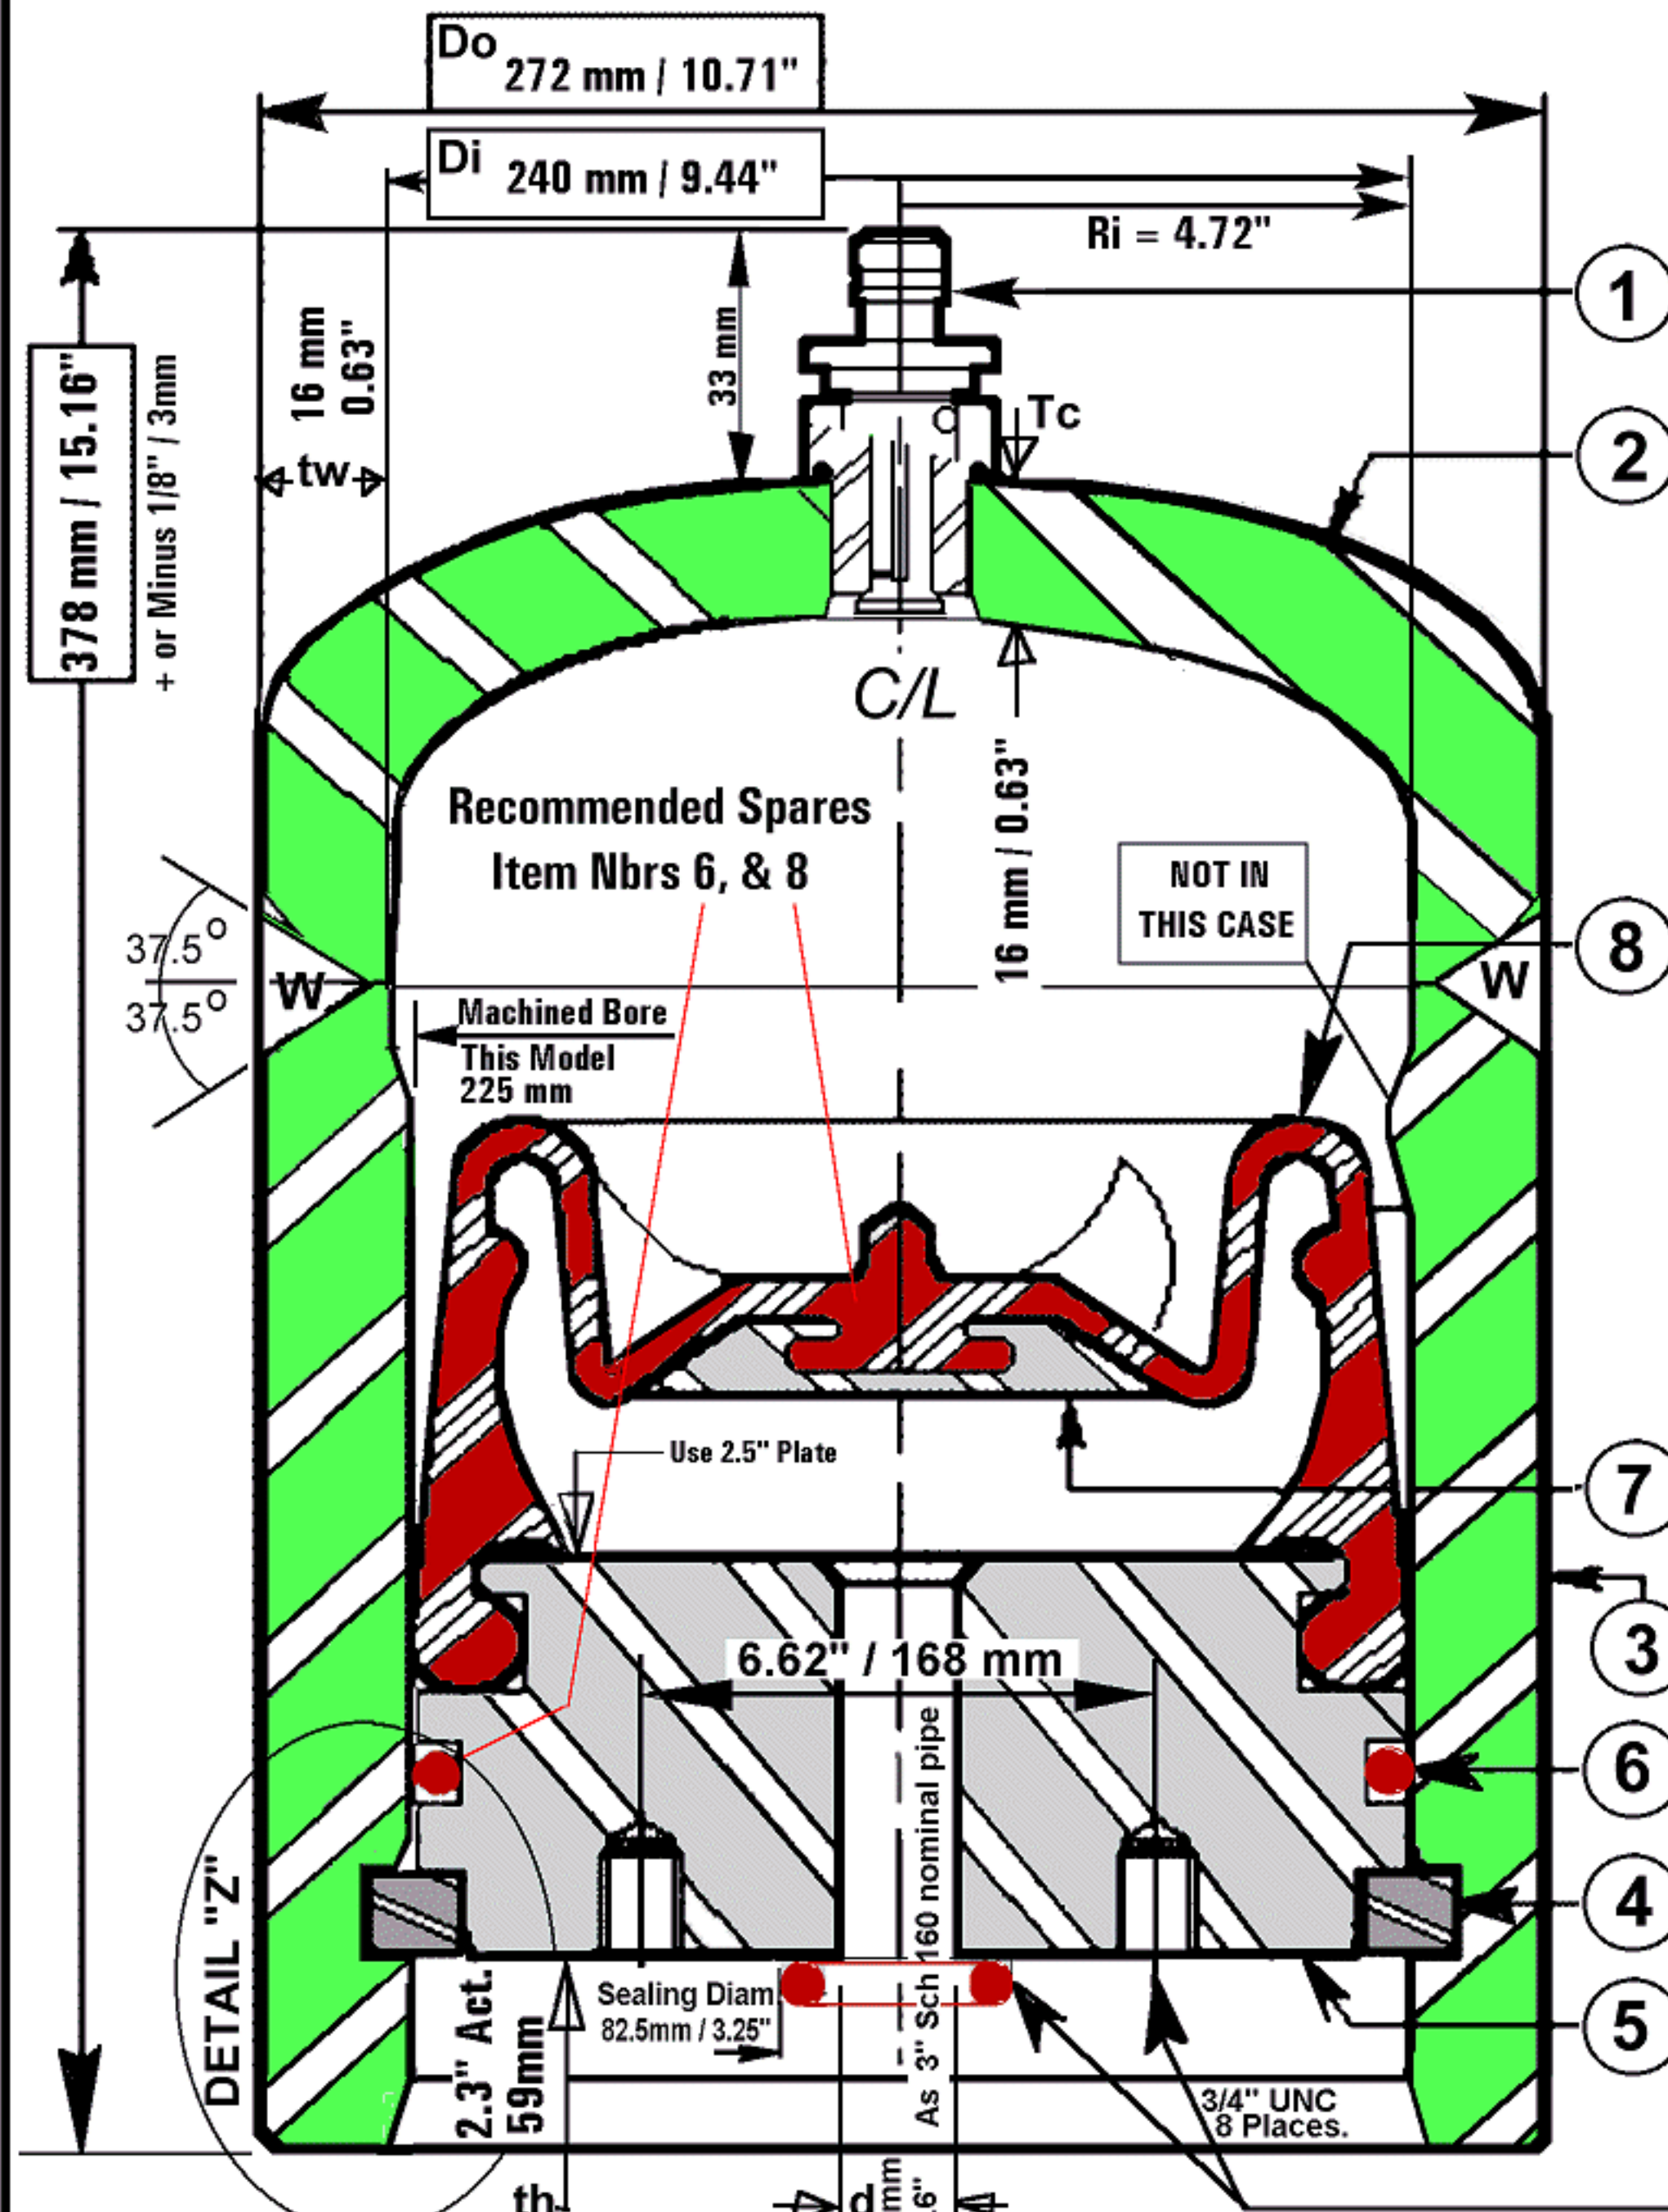 Do
272 mm / 10.71"
Di
240 mm / 9.44"
Ri = 4.72"
1
33 mm
16 mm
0.63"
tw
378 mm / 15.16"
+ or Minus 1/8" / 3mm
Tc
2
C/L
Recommended Spares
Item Nbrs 6, & 8
16 mm / 0.63"
NOT IN
THIS CASE
8
37.5°
37.5°
W
W
Machined Bore
This Model
225 mm
Use 2.5" Plate
7
3
6.62" / 168 mm
As 3" Sch 160 nominal pipe
6
4
5
DETAIL "Z"
2.3" Act.
59mm
Sealing Diam
82.5mm / 3.25"
3/4" UNC
8 Places.
th
d
mm
6"